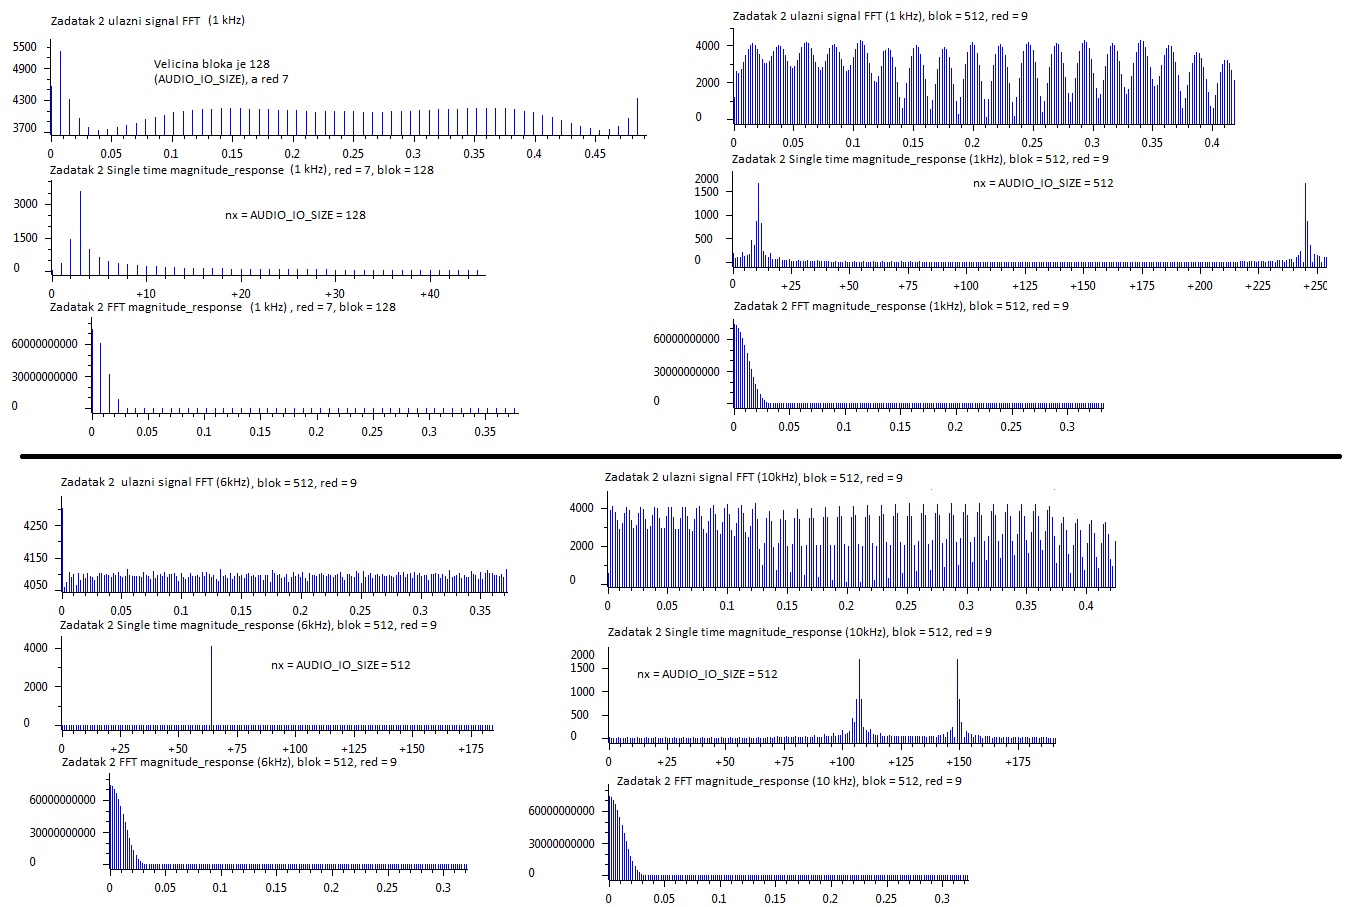 Zadatak 2 ulazni signal FFT (1 kHz)
5500
4900
4300
3700
Velicina bloka je 128
(AUDIO_IO_SIZE), a red 7
0 0.05 0.1 0.15 0.2 0.25 0.3 0.35 0.4 0.45
Zadatak 2 Single time magnitude_response (1 kHz), red = 7, blok = 128
3000
1500
0
nx = AUDIO_IO_SIZE = 128
0 +10 +20 +30 +40
Zadatak 2 FFT magnitude_response (1 kHz) , red = 7, blok = 128
60000000000
30000000000
0
0 0.05 0.1 0.15 0.2 0.25 0.3 0.35
Zadatak 2 ulazni signal FFT (1 kHz), blok = 512, red = 9
4000
2000
0
0 0.05 0.1 0.15 0.2 0.25 0.3 0.35 0.4
Zadatak 2 Single time magnitude_response (1kHz), blok = 512, red = 9
2000
1500
1000
500
0
nx = AUDIO_IO_SIZE = 512
0 +25 +50 +75 +100 +125 +150 +175 +200 +225 +250
Zadatak 2 FFT magnitude_response (1kHz), blok = 512, red = 9
60000000000
30000000000
0
0 0.05 0.1 0.15 0.2 0.25 0.3
Zadatak 2 ulazni signal FFT (6kHz), blok = 512, red = 9
4250
4150
4050
0 0.05 0.1 0.15 0.2 0.25 0.3 0.35
Zadatak 2 Single time magnitude_response (6kHz), blok = 512, red = 9
4000
2000
0
nx = AUDIO_IO_SIZE = 512
0 +25 +50 +75 +100 +125 +150 +175
Zadatak 2 FFT magnitude_response (6kHz), blok = 512, red = 9
60000000000
30000000000
0
0 0.05 0.1 0.15 0.2 0.25 0.3
Zadatak 2 ulazni signal FFT (10kHz), blok = 512, red = 9
4000
2000
0
0 0.05 0.1 0.15 0.2 0.25 0.3 0.35 0.4
Zadatak 2 Single time magnitude_response (10kHz), blok = 512, red = 9
2000
1500
1000
500
0
nx = AUDIO_IO_SIZE = 512
0 +25 +50 +75 +100 +125 +150 +175
Zadatak 2 FFT magnitude_response (10 kHz), blok = 512, red = 9
60000000000
30000000000
0
0 0.05 0.1 0.15 0.2 0.25 0.3